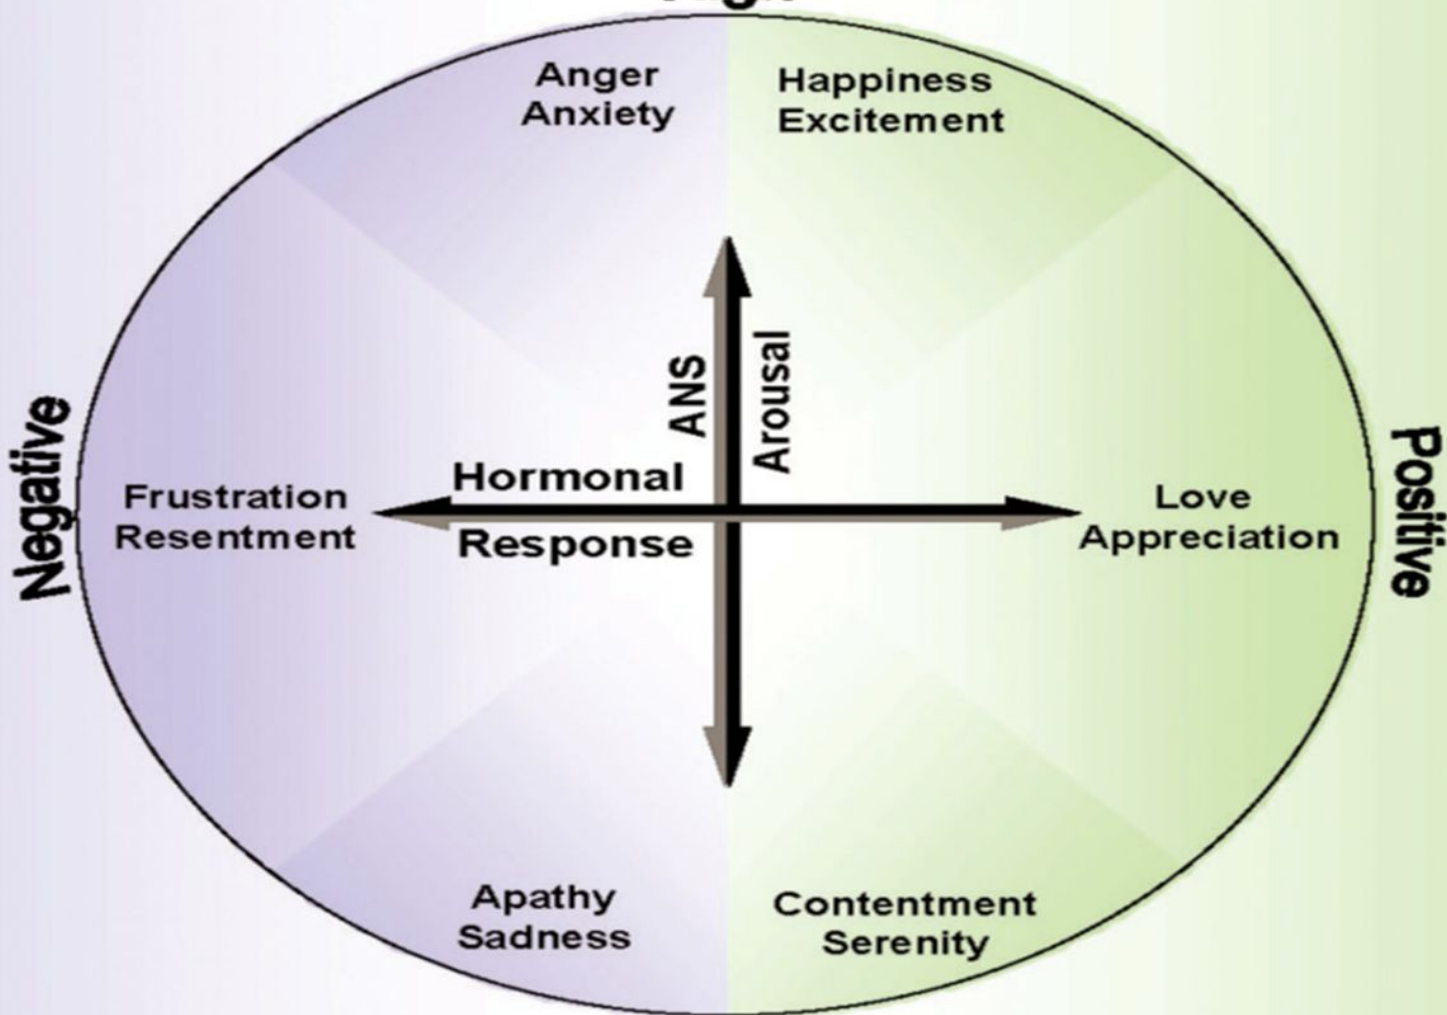 Anger
Anxiety
Happiness
Excitement
ANS
Arousal
Negative
Hormonal
Response
Frustration
Resentment
Love
Appreciation
Positive
Apathy
Sadness
Contentment
Serenity